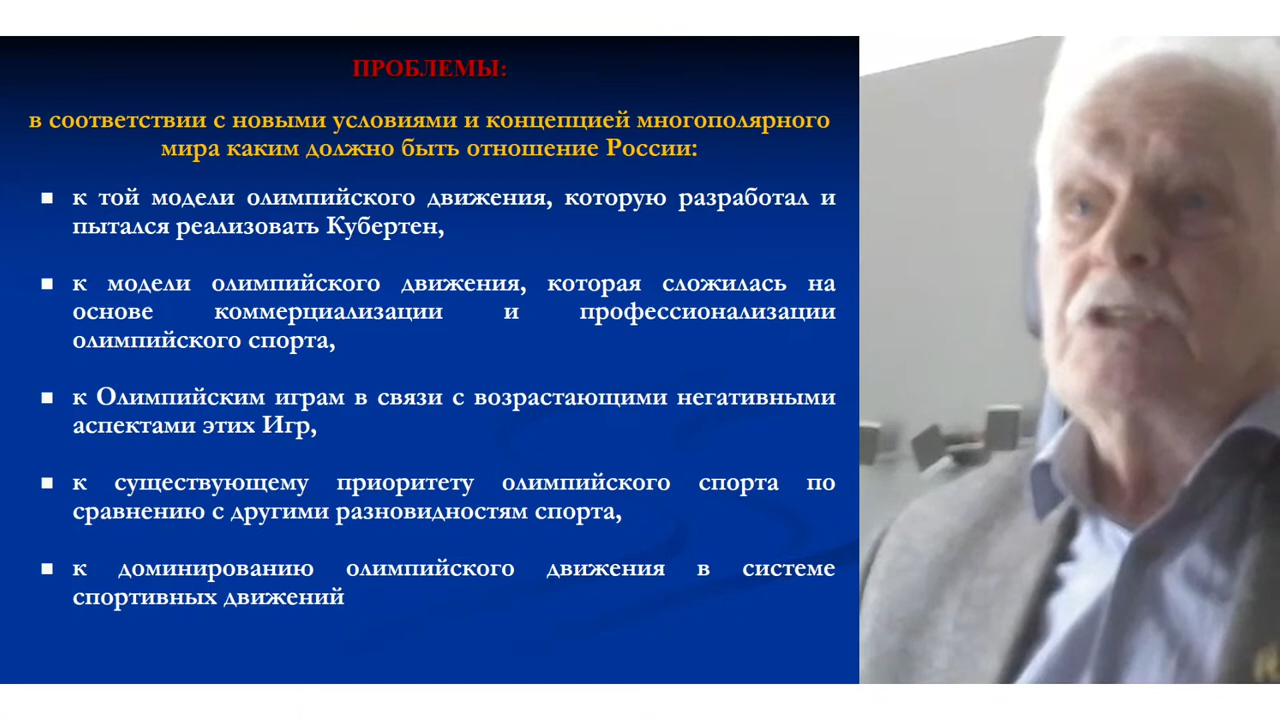 ПРОБЛЕМЫ:
в соответствии с новыми условиями и концепцией многополярного
мира каким должно быть отношение России:
к той модели олимпийского движения, которую разработал и
пытался реализовать Кубертен,
к модели олимпийского движения, которая сложилась на
основе коммерциализации и профессионализации
олимпийского спорта,
к Олимпийским играм в связи с возрастающими негативными
аспектами этих Игр,
к существующему приоритету олимпийского спорта по
сравнению с другими разновидностям спорта,
к доминированию олимпийского движения в системе
спортивных движений